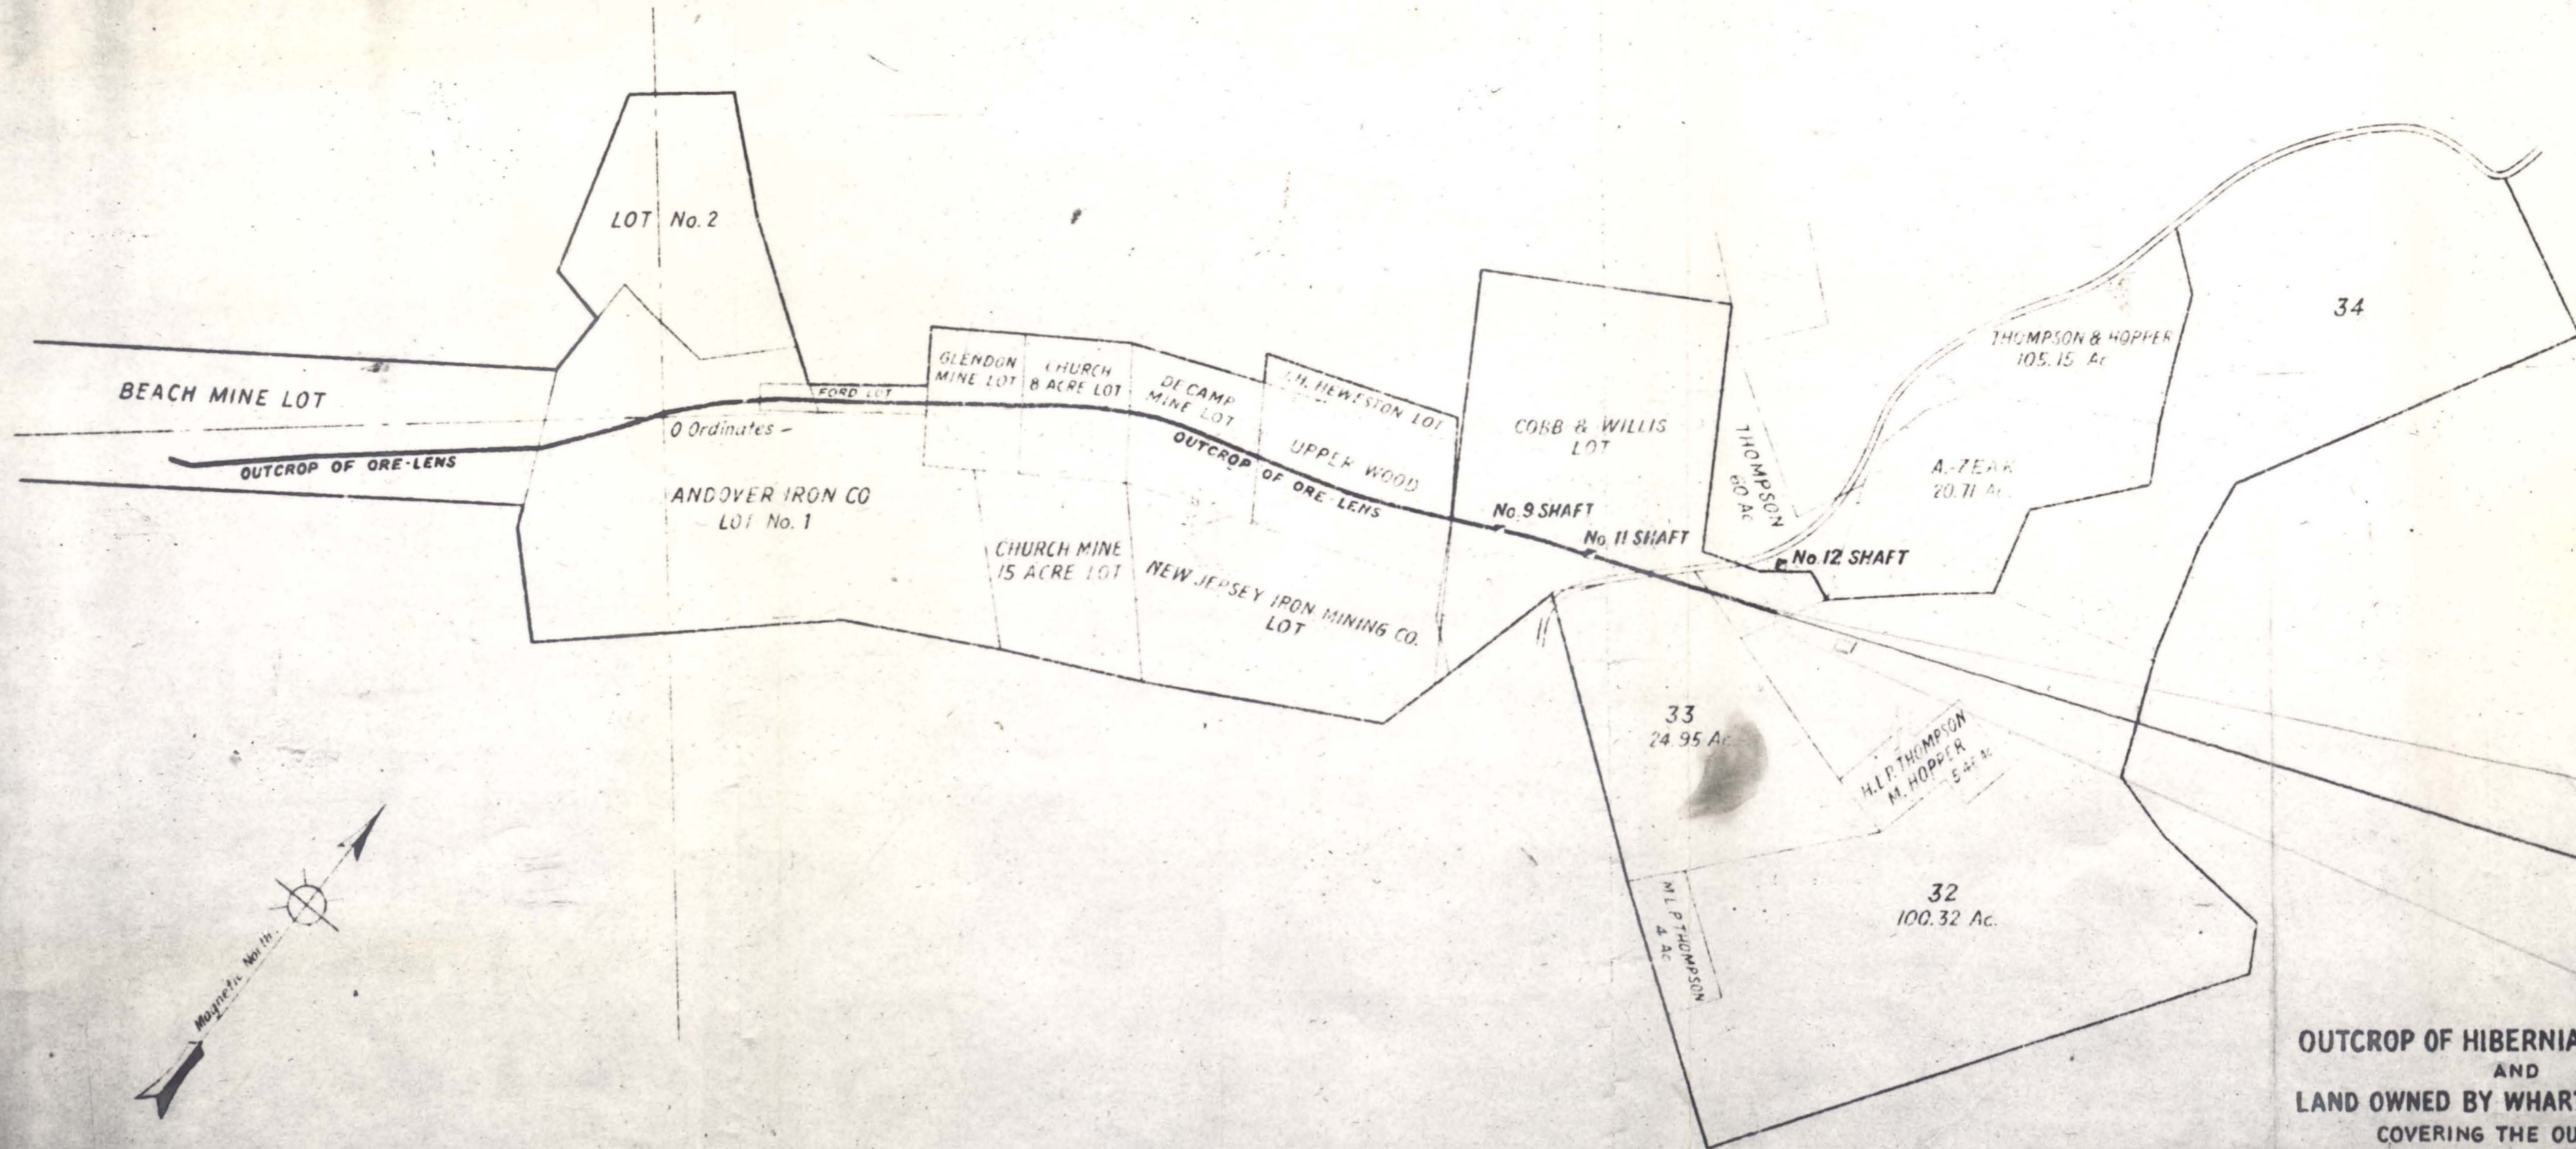 LOT No. 2
BEACH MINE LOT
OUTCROP OF ORE-LENS
O Ordinates -
ANDOVER IRON CO
LOT No. 1
FORD LOT
GLENDON
MINE LOT
CHURCH
8 ACRE LOT
DE CAMP
MINE LOT
HEWESTON LOT
UPPER WOOD
OUTCROP OF ORE-LENS
CHURCH MINE
15 ACRE LOT
NEW JERSEY IRON MINING CO.
LOT
COBB & WILLIS
LOT
No. 9 SHAFT
No. 11 SHAFT
No. 12 SHAFT
THOMPSON
60 Ac
THOMPSON & HOPPER
105.15 Ac
A. ZEAK
20.71 Ac.
34
33
24.95 Ac
H.L.P. THOMPSON
M. HOPPER
M L P THOMPSON
4 Ac
32
100.32 Ac.
Magnetic North.
OUTCROP OF HIBERNIA
AND
LAND OWNED BY WHART
COVERING THE OU